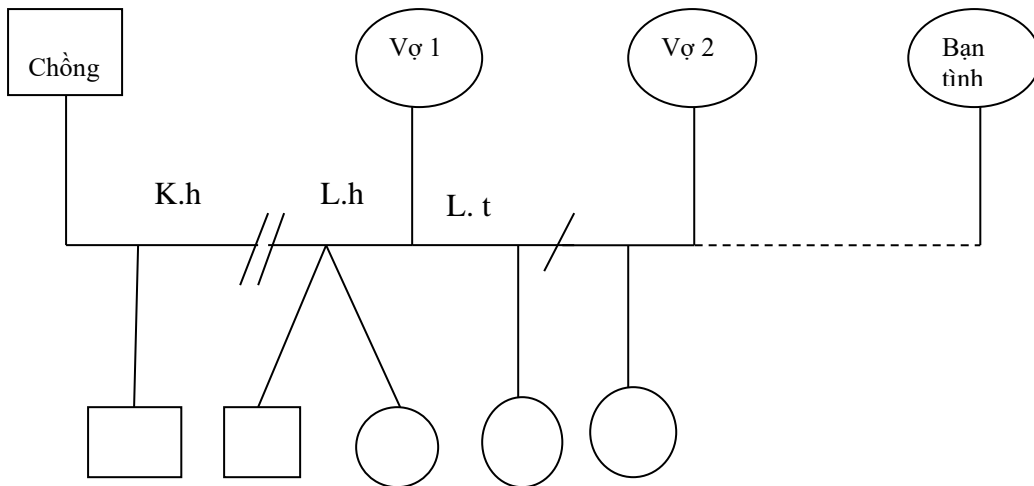 Chồng
Vợ 1
Vợ 2
Bạn
tình
K.h
L.h
L. t